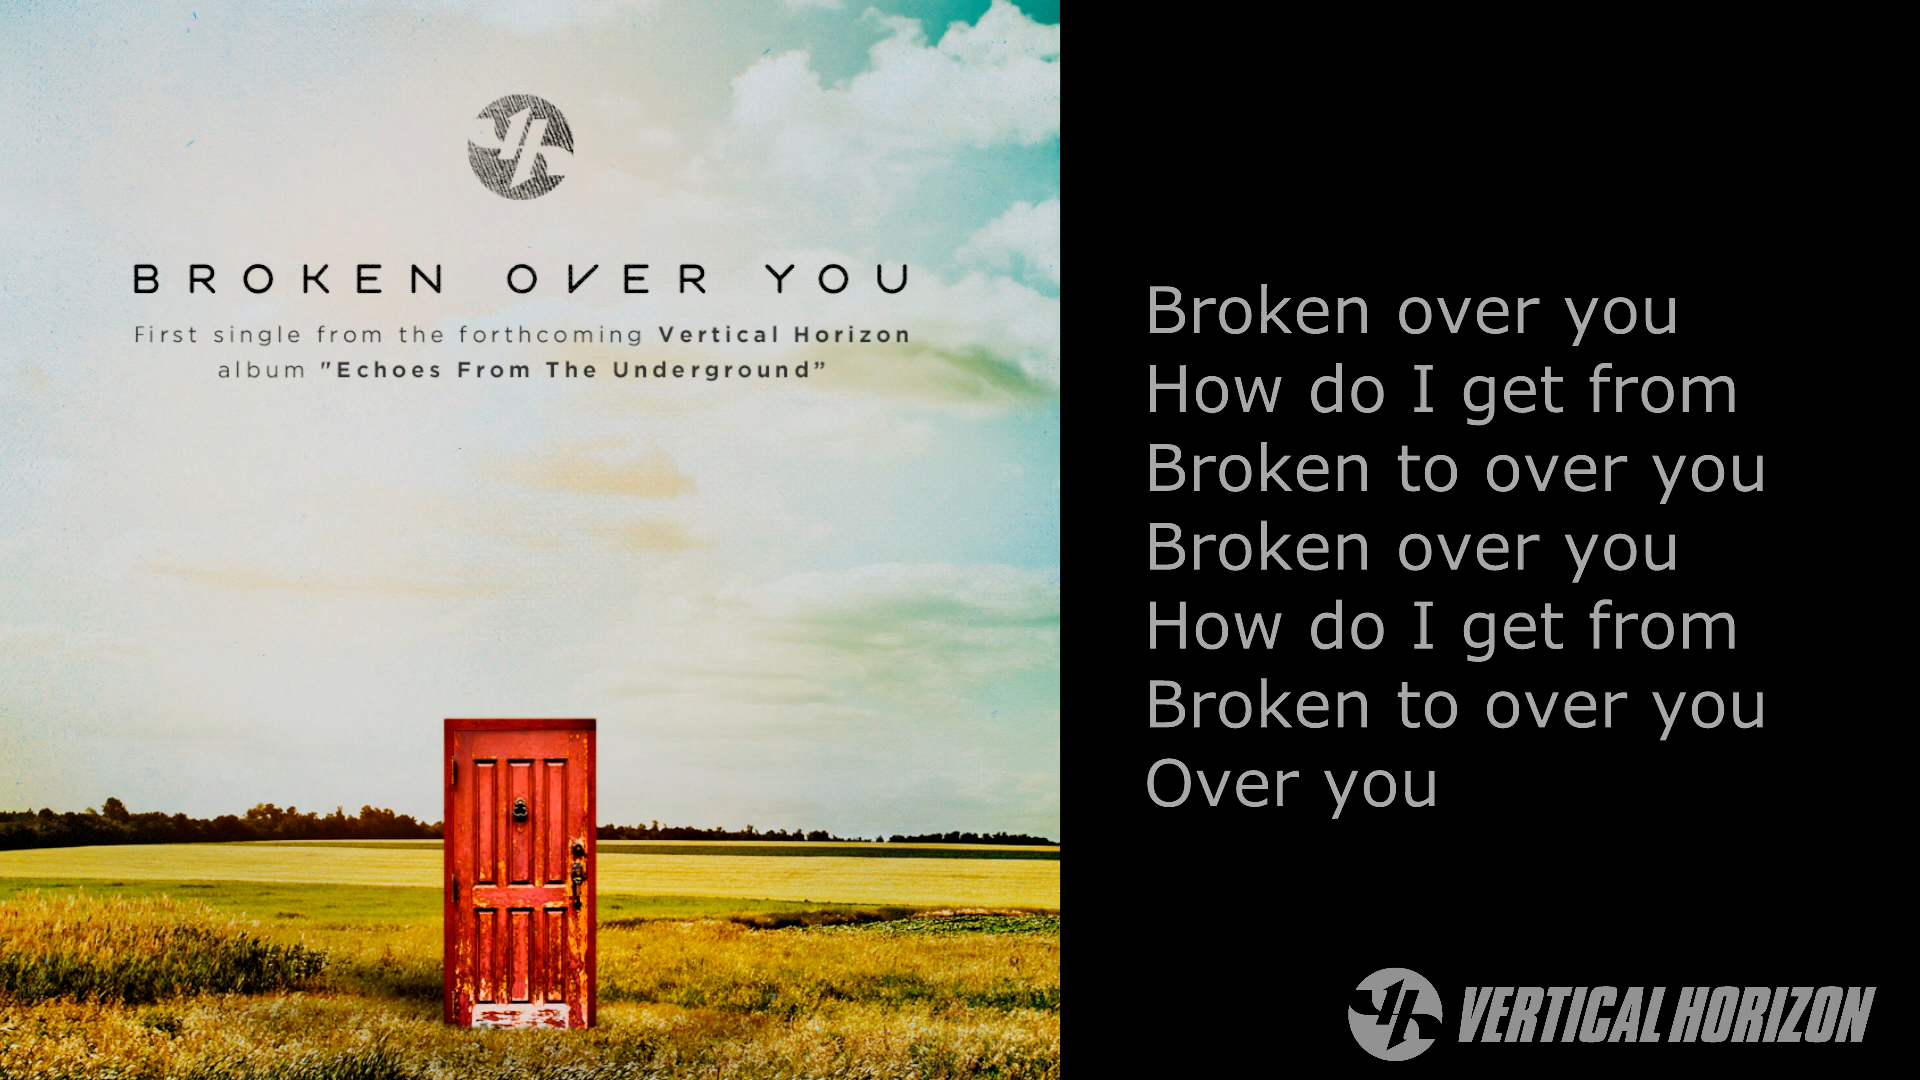 BROKEN OVER YOU
First single from the forthcoming Vertical Horizon
album "Echoes From The Underground”
Broken over you
How do I get from
Broken to over you
Broken over you
How do I get from
Broken to over you
Over you
VERTICAL HORIZON